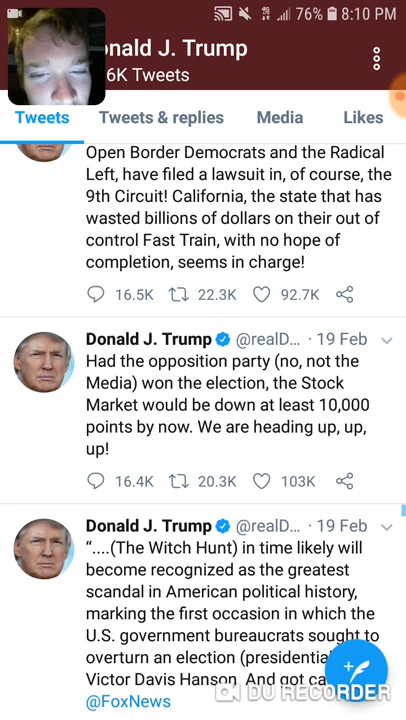 76% 8:10 PM
onald J. Trump
6K Tweets
Tweets Tweets & replies Media Likes
Open Border Democrats and the Radical
Left, have filed a lawsuit in, of course, the
9th Circuit! California, the state that has
wasted billions of dollars on their out of
control Fast Train, with no hope of
completion, seems in charge!
16.5K 22.3K 92.7K
Donald J. Trump @realD... · 19 Feb
Had the opposition party (no, not the
Media) won the election, the Stock
Market would be down at least 10,000
points by now. We are heading up, up,
up!
16.4K 20.3K 103K
Donald J. Trump @realD... · 19 Feb
“....(The Witch Hunt) in time likely will
become recognized as the greatest
scandal in American political history,
marking the first occasion in which the
U.S. government bureaucrats sought to
overturn an election (presidential
Victor Davis Hanson And got ca
@FoxNews
DU RECORDER